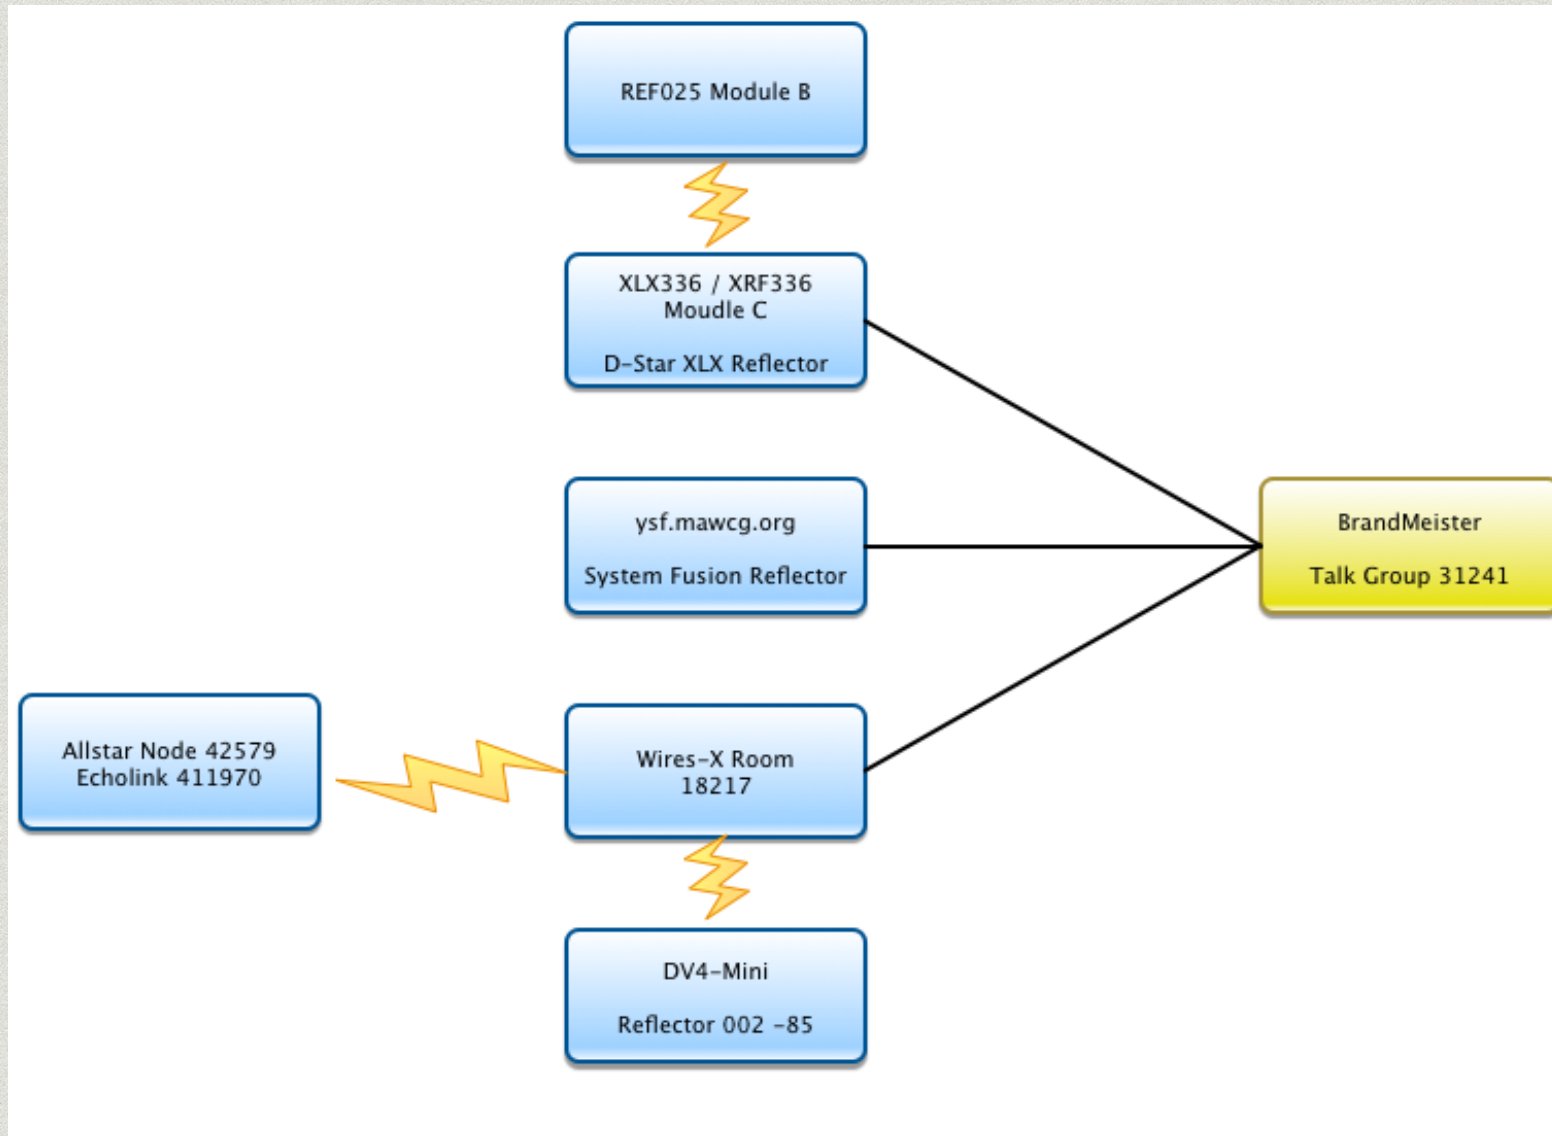 REF025 Module B
XLX336 / XRF336
Moudle C
D-Star XLX Reflector
ysf.mawcg.org
System Fusion Reflector
BrandMeister
Talk Group 31241
Allstar Node 42579
Echolink 411970
Wires-X Room
18217
DV4-Mini
Reflector 002 -85